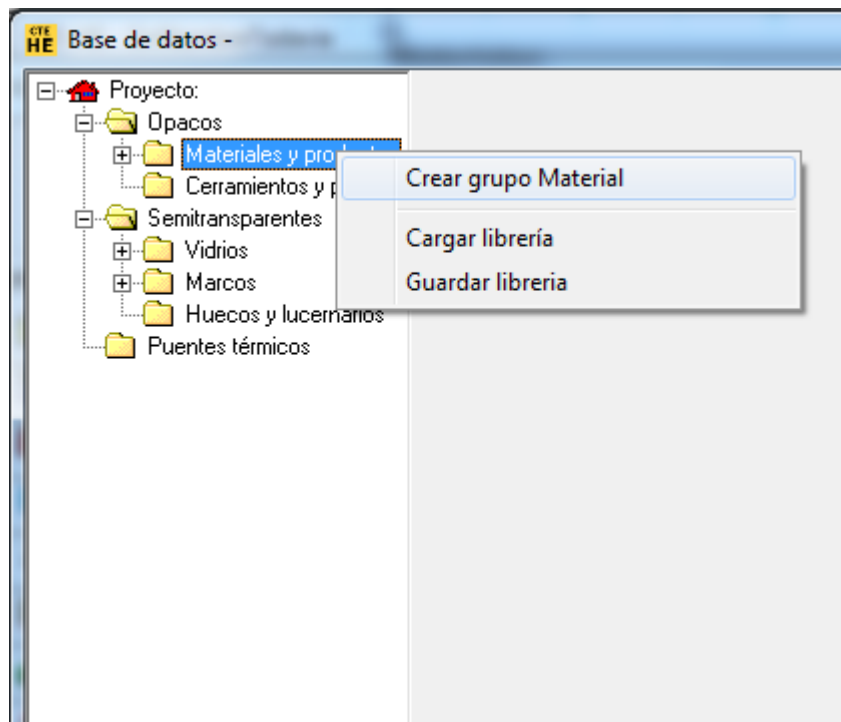 CTE
HE Base de datos -
Proyecto:
Opacos
Materiales y
Crear grupo Material
Cerramientos y
Semitransparentes
Cargar librería
Vidrios
Marcos
Guardar libreria
Huecos y lucernarios
Puentes térmicos